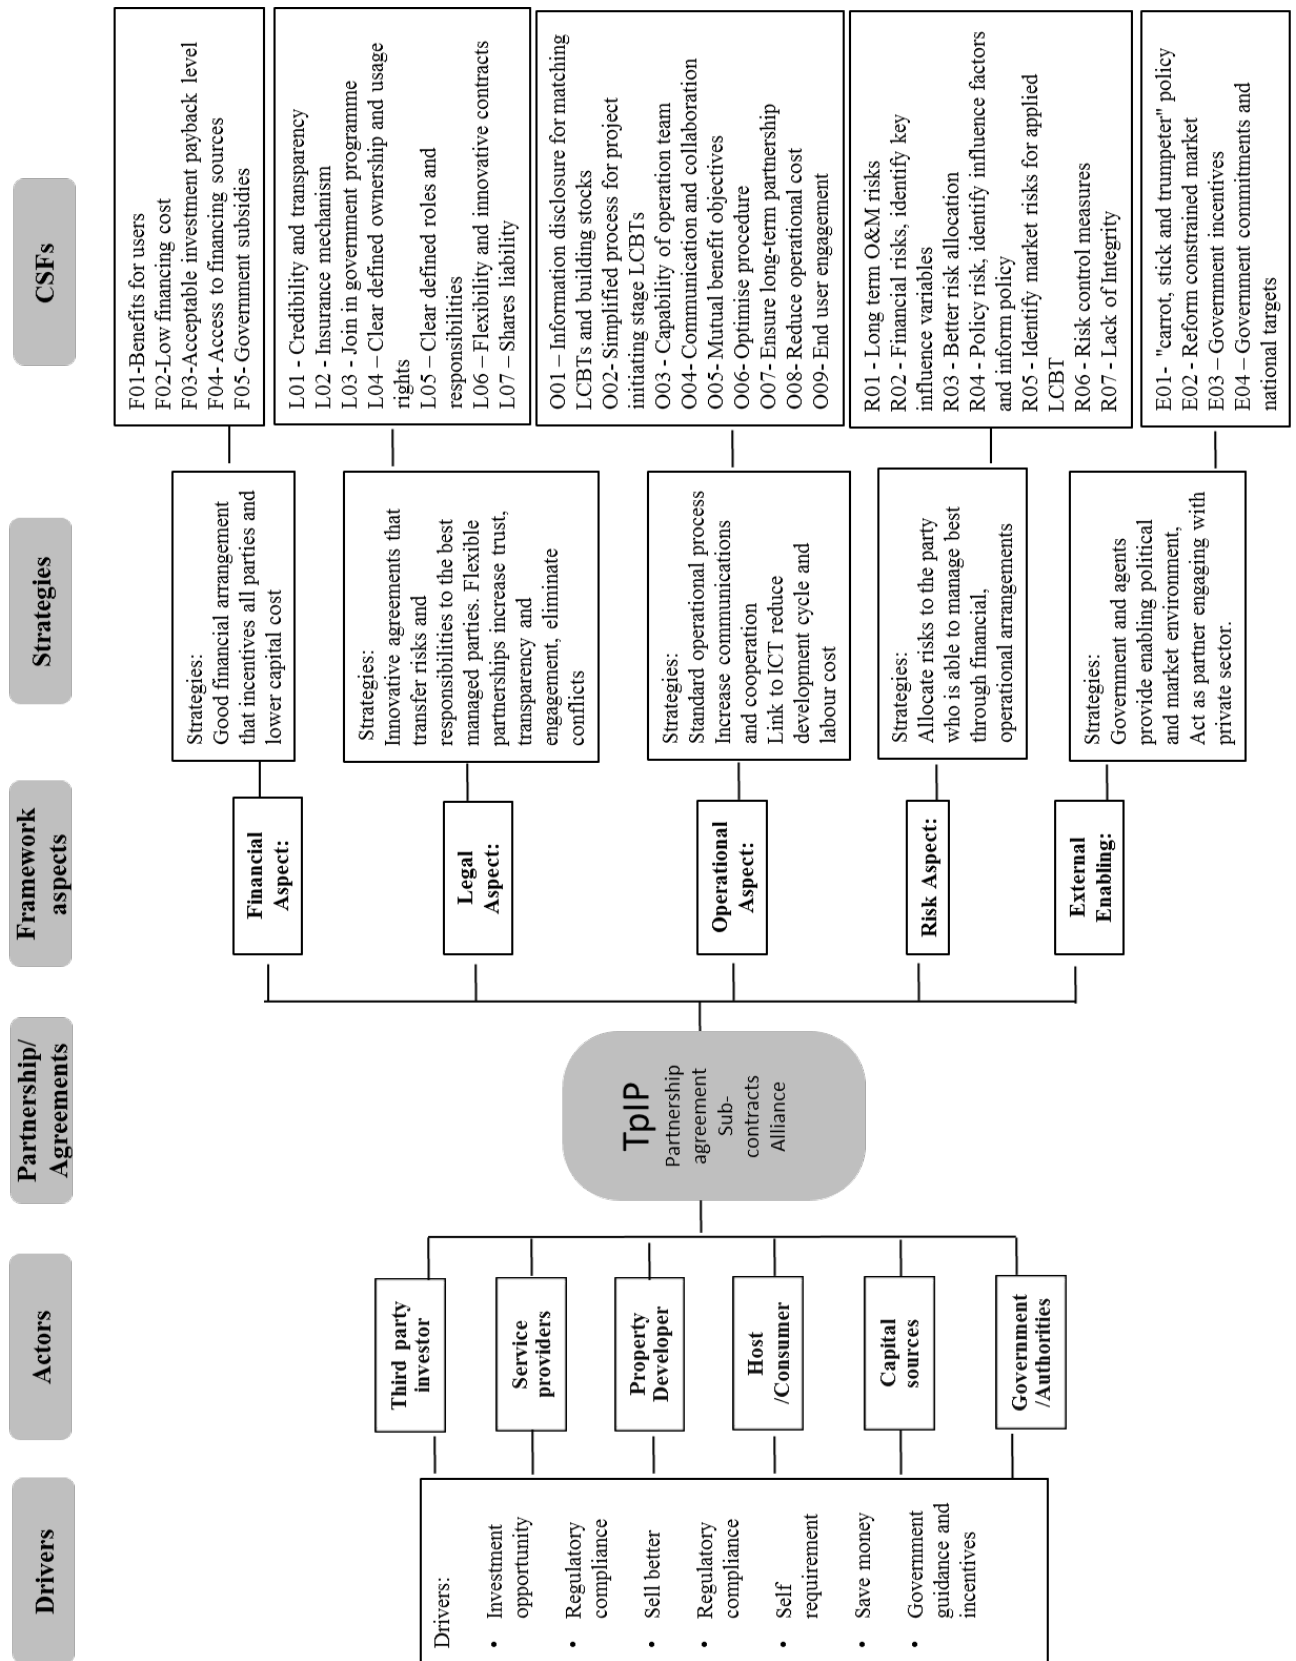 Drivers
Actors
Partnership/
Agreements
Framework
aspects
Strategies
CSFs
Drivers:
• Investment
opportunity
• Regulatory
compliance
• Sell better
• Regulatory
compliance
• Self
requirement
• Save money
• Government
guidance and
incentives
Third party
investor
Service
providers
Property
Developer
Host
/Consumer
Capital
sources
Government
/Authorities
TpIP
Partnership
agreement
Sub-
contracts
Alliance
Financial
Aspect:
Legal
Aspect:
Operational
Aspect:
Risk Aspect:
External
Enabling:
Strategies:
Good financial arrangement
that incentives all parties and
lower capital cost
Strategies:
Innovative agreements that
transfer risks and
responsibilities to the best
managed parties. Flexible
partnerships increase trust,
transparency and
engagement, eliminate
conflicts
Strategies:
Standard operational process
Increase communications
and cooperation
Link to ICT reduce
development cycle and
labour cost
Strategies:
Allocate risks to the party
who is able to manage best
through financial,
operational arrangements
Strategies:
Government and agents
provide enabling political
and market environment,
Act as partner engaging with
private sector.
F01-Benefits for users
F02-Low financing cost
F03-Acceptable investment payback level
F04- Access to financing sources
F05- Government subsidies
L01 - Credibility and transparency
L02 - Insurance mechanism
L03 - Join in government programme
L04 – Clear defined ownership and usage
rights
L05 – Clear defined roles and
responsibilities
L06 – Flexibility and innovative contracts
L07 – Shares liability
O01 – Information disclosure for matching
LCBTs and building stocks
O02- Simplified process for project
initiating stage LCBTs
O03 - Capability of operation team
O04- Communication and collaboration
O05- Mutual benefit objectives
O06- Optimise procedure
O07- Ensure long-term partnership
O08- Reduce operational cost
O09- End user engagement
R01 - Long term O&M risks
R02 - Financial risks, identify key
influence variables
R03 - Better risk allocation
R04 - Policy risk, identify influence factors
and inform policy
R05 - Identify market risks for applied
LCBT
R06 - Risk control measures
R07 - Lack of Integrity
E01- "carrot, stick and trumpeter" policy
E02 - Reform constrained market
E03 – Government incentives
E04 – Government commitments and
national targets